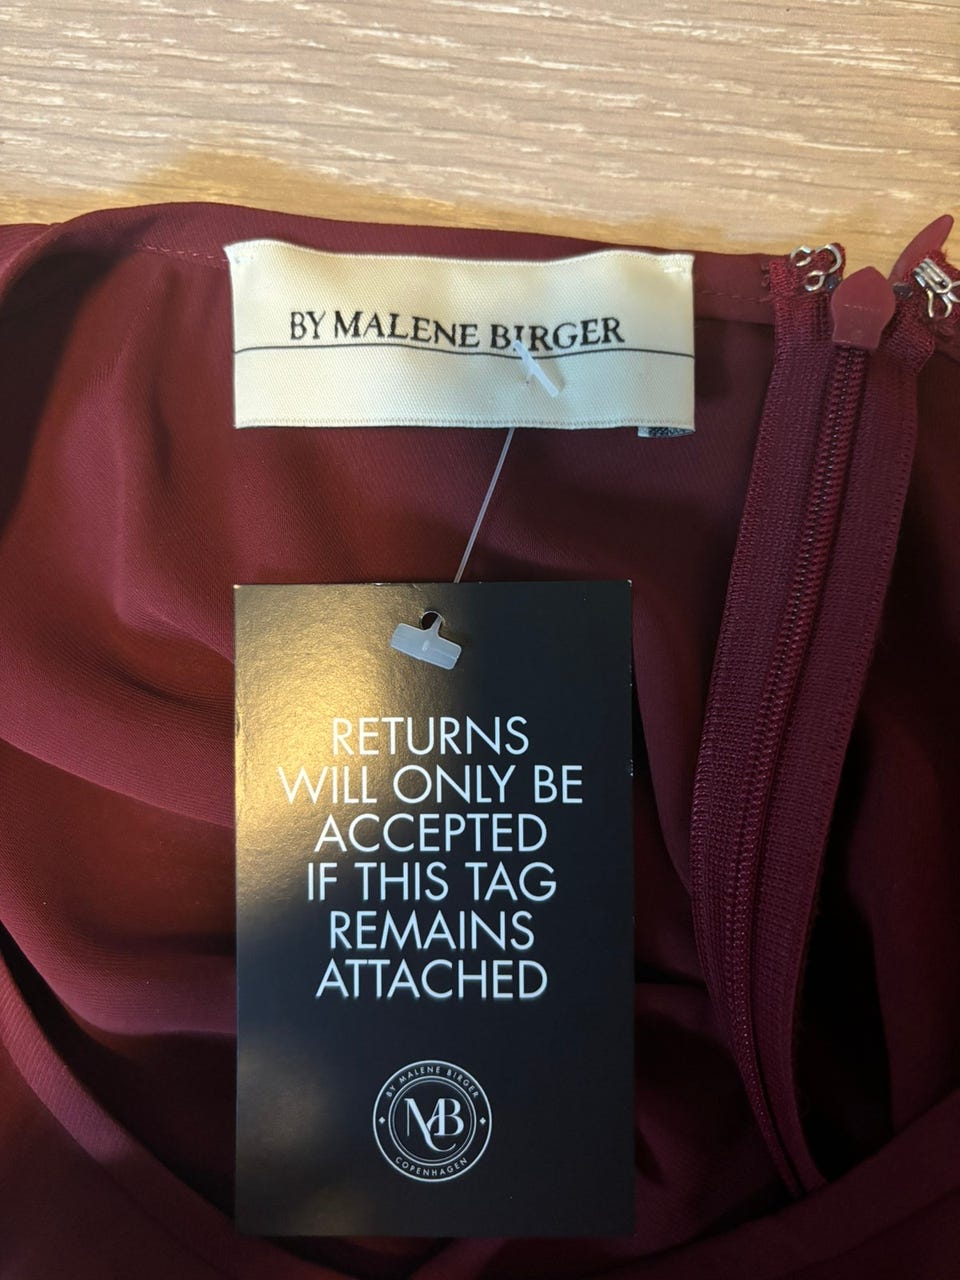 BY MALENE BIRGER
RETURNS
WILL ONLY BE
ACCEPTED
IF THIS TAG
REMAINS
ATTACHED
BY MALENE BIRGER
MB
COPENHAGEN